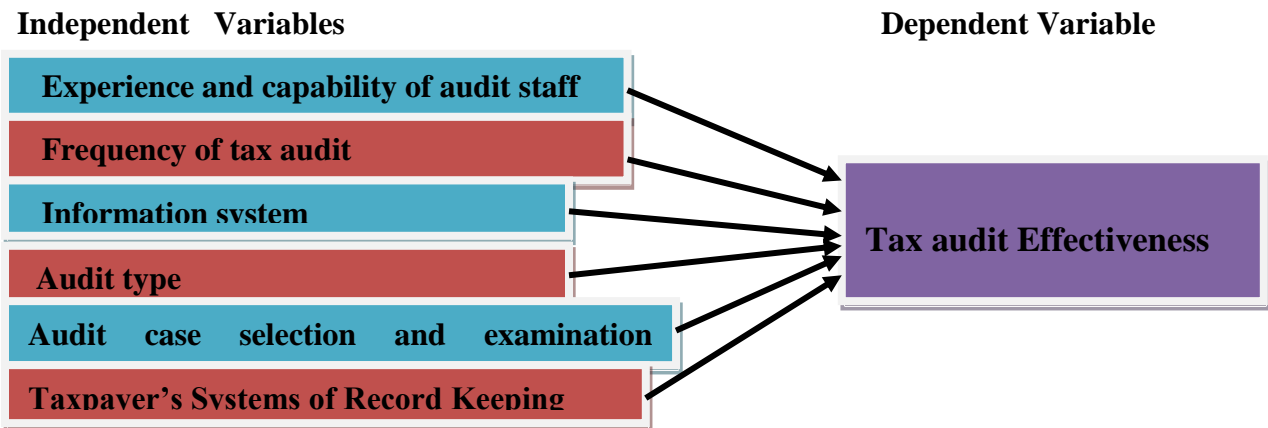 Independent Variables
Dependent Variable
Experience and capability of audit staff
Frequency of tax audit
Information system
Audit type
Audit case selection and examination
Taxpayer's Systems of Record Keeping
Tax audit Effectiveness